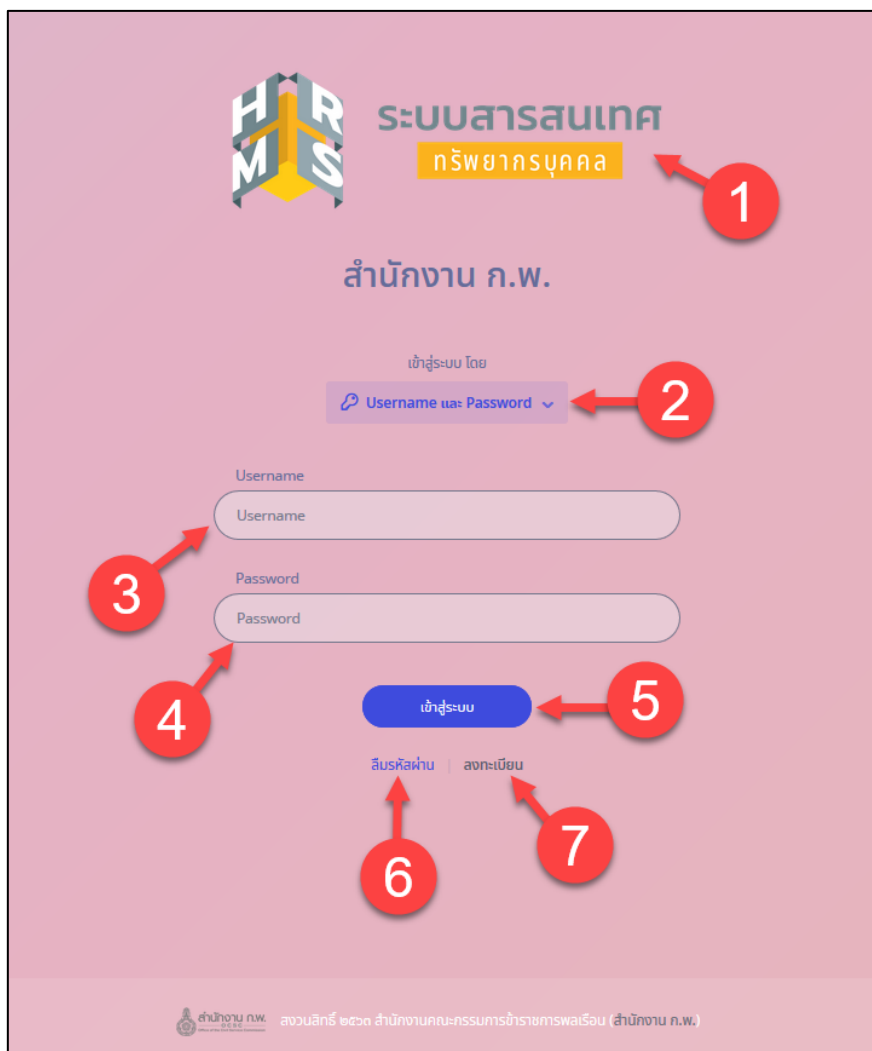 HR
MS
ระบบสารสนเทศ
ทรัพยากรบุคคล
1
สำนักงาน ก.พ.
เข้าสู่ระบบ โดย
Username และ Password
2
Username
Username
3
Password
Password
4
เข้าสู่ระบบ
5
ลืมรหัสผ่าน | ลงทะเบียน
6
7
สำนักงาน ก.พ.
สงวนสิทธิ์ ๒๕๖๓ สำนักงานคณะกรรมการข้าราชการพลเรือน (สำนักงาน ก.พ.)